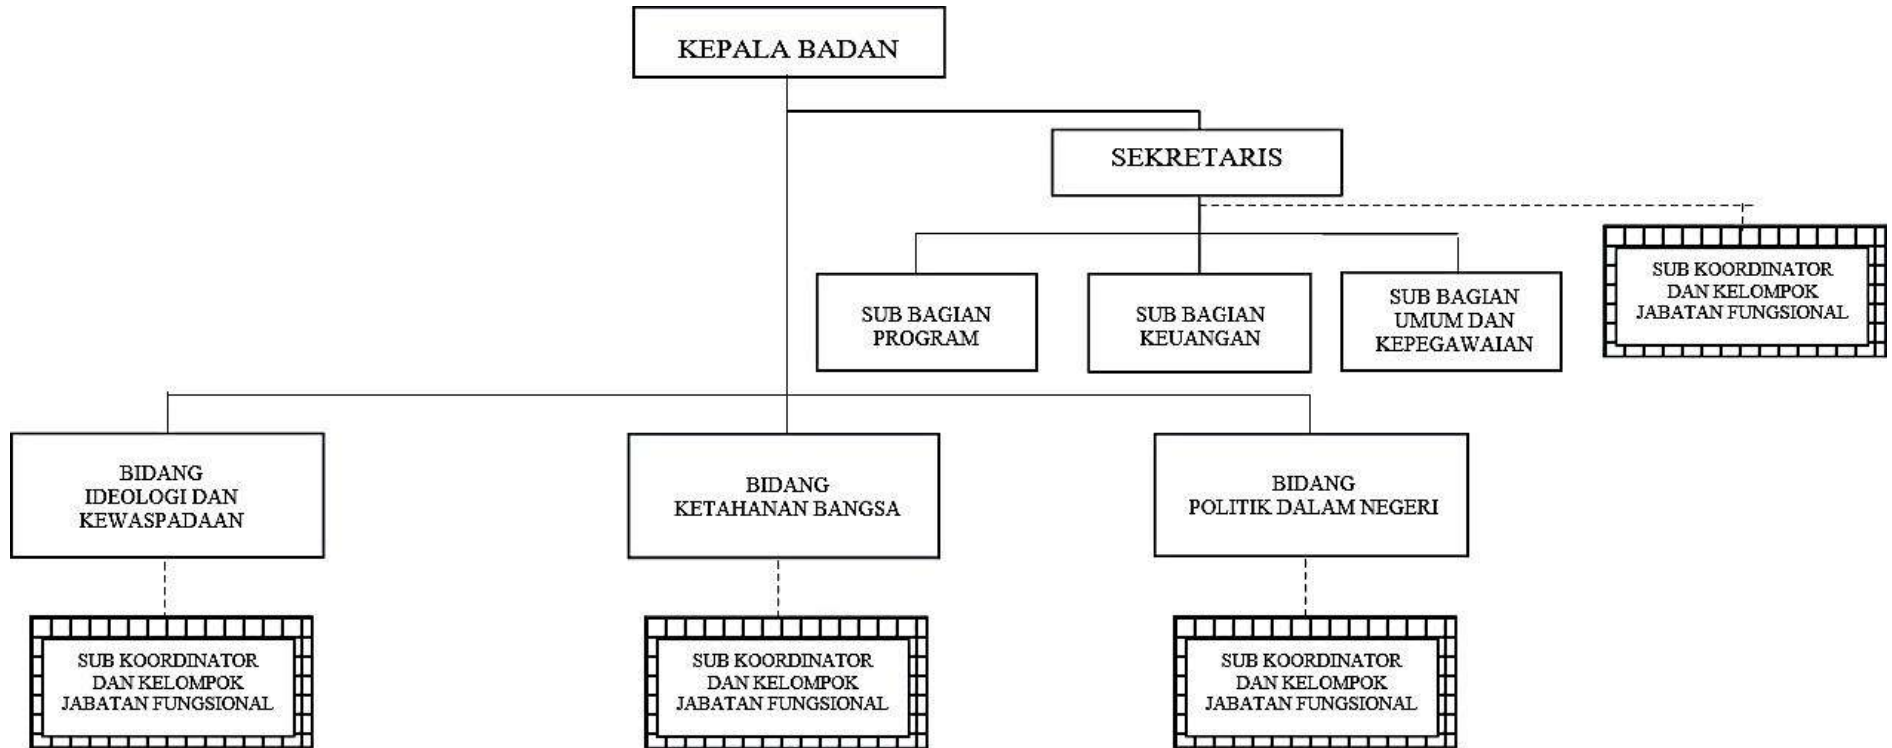 KEPALA BADAN
SEKRETARIS
SUB BAGIAN
PROGRAM
SUB BAGIAN
KEUANGAN
SUB BAGIAN
UMUM DAN
KEPEGAWAIAN
SUB KOORDINATOR
DAN KELOMPOK
JABATAN FUNGSIONAL
BIDANG
IDEOLOGI DAN
KEWASPADAAN
BIDANG
KETAHANAN BANGSA
BIDANG
POLITIK DALAM NEGERI
SUB KOORDINATOR
DAN KELOMPOK
JABATAN FUNGSIONAL
SUB KOORDINATOR
DAN KELOMPOK
JABATAN FUNGSIONAL
SUB KOORDINATOR
DAN KELOMPOK
JABATAN FUNGSIONAL